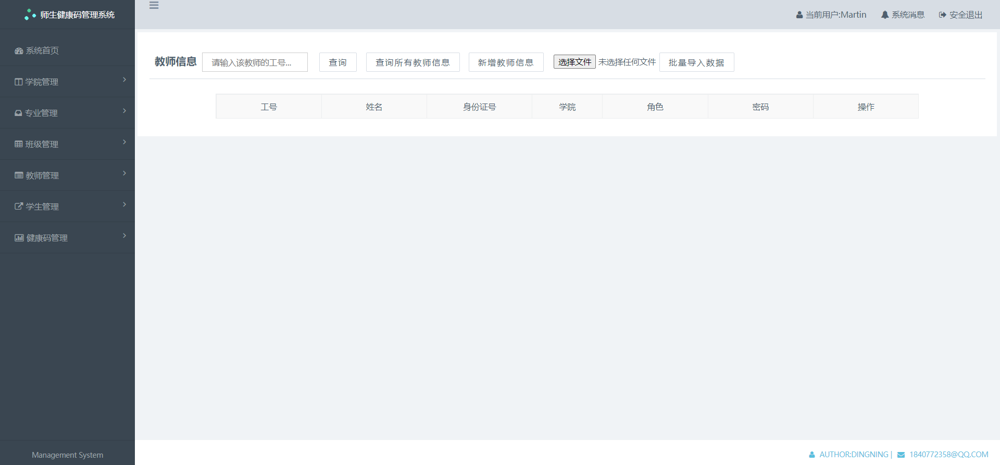 师生健康码管理系统
当前用户:Martin 系统消息 安全退出
系统首页
学院管理
专业管理
班级管理
教师管理
学生管理
健康码管理
Management System
教师信息 请输入该教师的工号... 查询 查询所有教师信息 新增教师信息 选择文件 未选择任何文件 批量导入数据
工号 姓名 身份证号 学院 角色 密码 操作
AUTHOR:DINGNING | 1840772358@QQ.COM